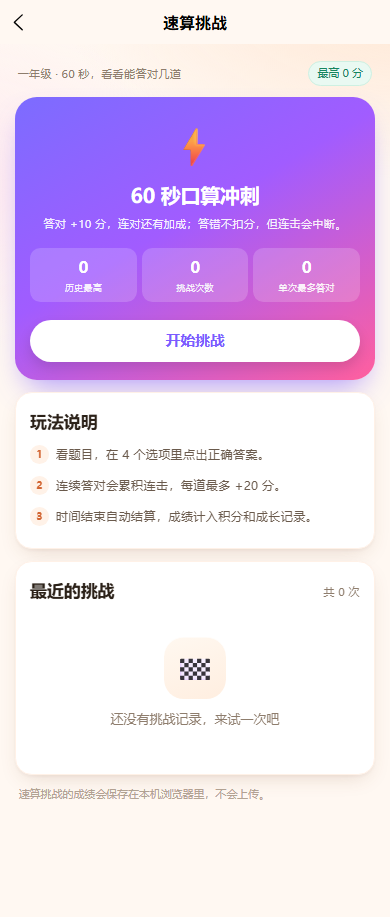 速算挑战
一年级 · 60 秒，看看能答对几道
最高 0 分
60 秒口算冲刺
答对 +10 分，连对还有加成；答错不扣分，但连击会中断。
0
历史最高
0
挑战次数
0
单次最多答对
开始挑战
玩法说明
1 看题目，在 4 个选项里点出正确答案。
2 连续答对会累积连击，每道最多 +20 分。
3 时间结束自动结算，成绩计入积分和成长记录。
最近的挑战
共 0 次
还没有挑战记录，来试一次吧
速算挑战的成绩会保存在本机浏览器里，不会上传。